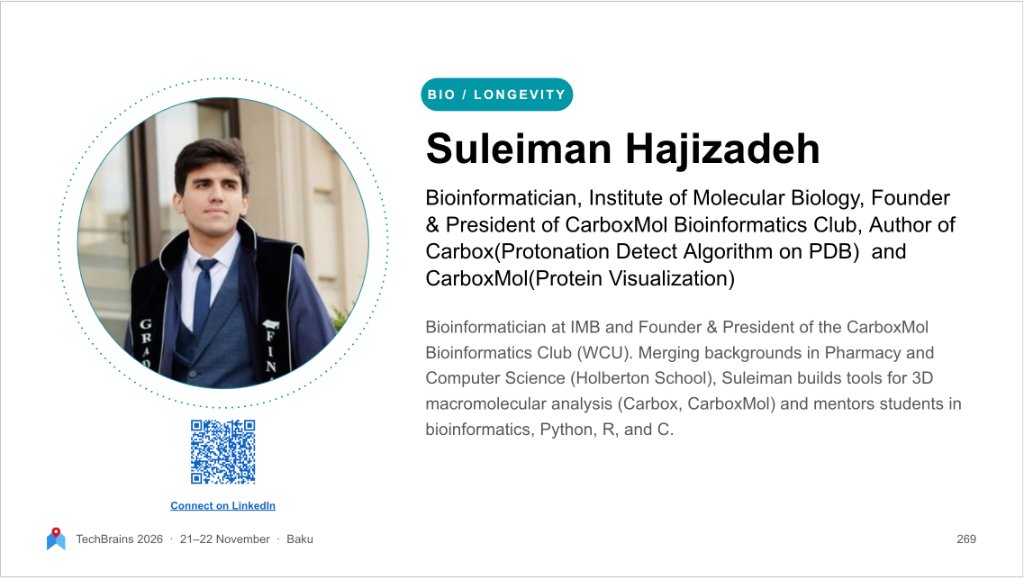 BIO / LONGEVITY
Suleiman Hajizadeh
Bioinformatician, Institute of Molecular Biology, Founder
& President of CarboxMol Bioinformatics Club, Author of
Carbox(Protonation Detect Algorithm on PDB)  and
CarboxMol(Protein Visualization)
Bioinformatician at IMB and Founder & President of the CarboxMol
Bioinformatics Club (WCU). Merging backgrounds in Pharmacy and
Computer Science (Holberton School), Suleiman builds tools for 3D
macromolecular analysis (Carbox, CarboxMol) and mentors students in
bioinformatics, Python, R, and C.
GRAD
FINA
Connect on LinkedIn
TechBrains 2026 · 21–22 November · Baku
269